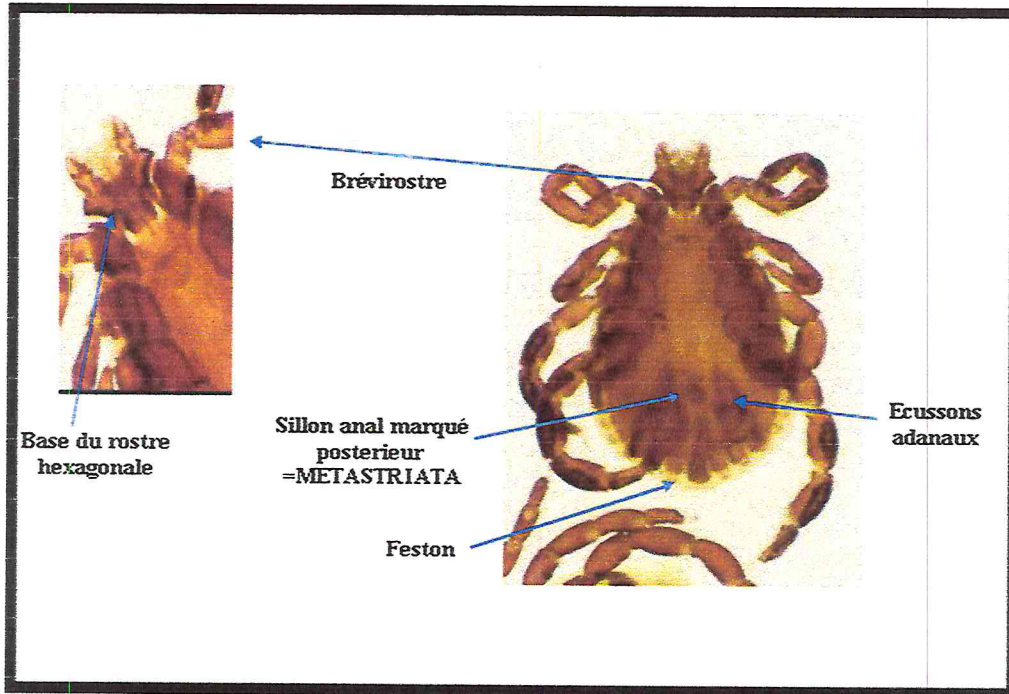 Brévirostre
Base du rostre
hexagonale
Sillon anal marqué
posterieur
=METASTRIATA
Ecussons
adanaux
Feston